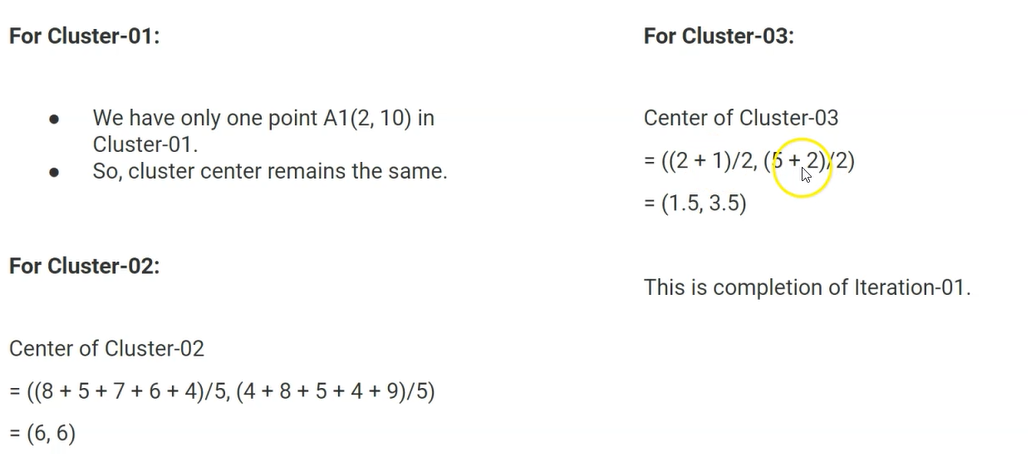 For Cluster-01:
● We have only one point A1(2, 10) in
Cluster-01.
● So, cluster center remains the same.
For Cluster-02:
Center of Cluster-02
= ((8 + 5 + 7 + 6 + 4)/5, (4 + 8 + 5 + 4 + 9)/5)
= (6, 6)
For Cluster-03:
Center of Cluster-03
= ((2 + 1)/2, (5 + 2)/2)
= (1.5, 3.5)
This is completion of Iteration-01.